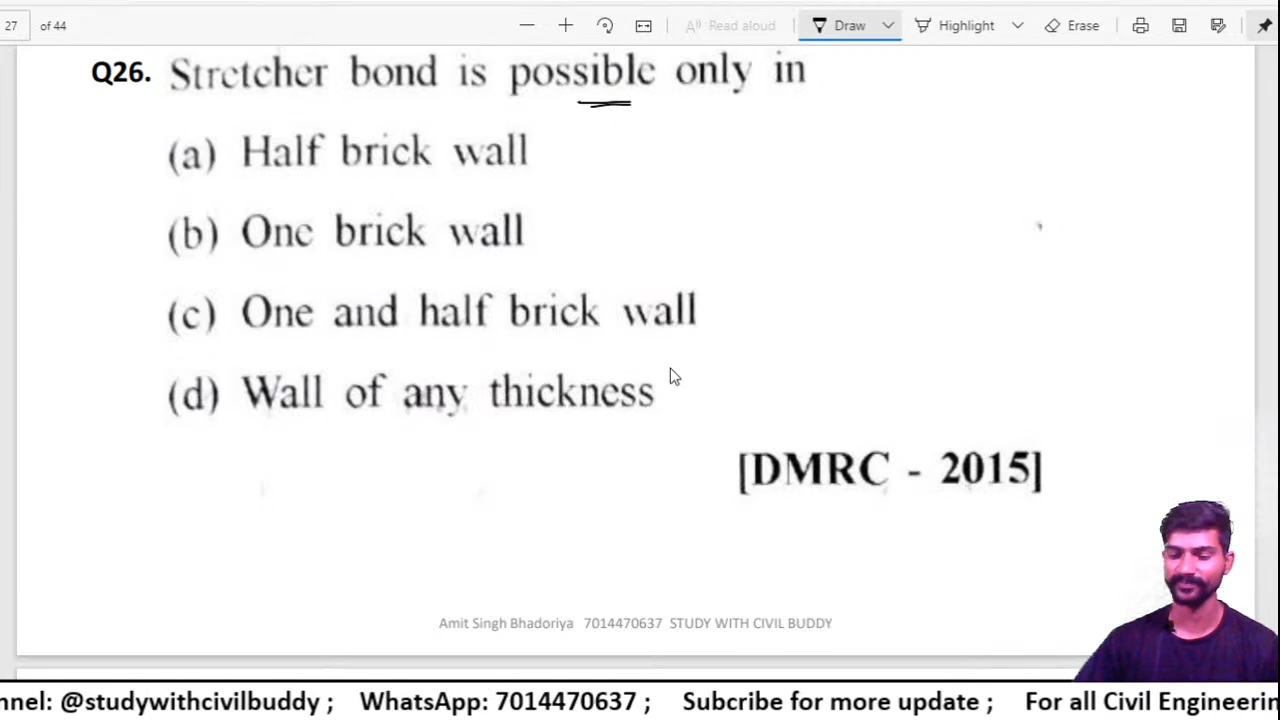 27 of 44 Read aloud Draw Highlight Erase
Q26. Stretcher bond is possible only in
(a) Half brick wall
(b) One brick wall
(c) One and half brick wall
(d) Wall of any thickness
[DMRC - 2015]
Amit Singh Bhadoriya 7014470637 STUDY WITH CIVIL BUDDY
nnel: @studywithcivilbuddy ; WhatsApp: 7014470637 ; Subcribe for more update ; For all Civil Engineerin